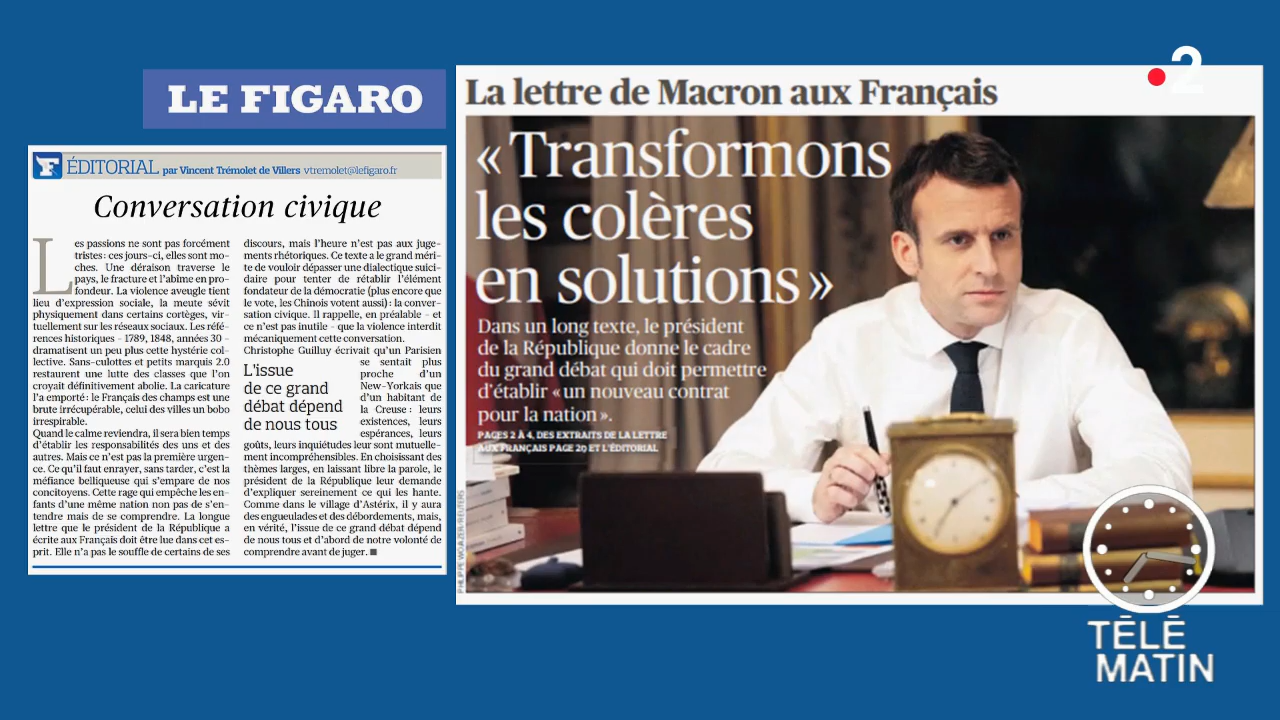 2
LE FIGARO
La lettre de Macron aux Français
« Transformons
les colères
en solutions »
Dans un long texte, le président
de la République donne le cadre
du grand débat qui doit permettre
d'établir « un nouveau contrat
pour la nation ».
PAGES 2 À 4, DES EXTRAITS DE LA LETTRE
AUX FRANÇAIS PAGE 29 ET L'ÉDITORIAL
PHILIPPE WOJAZER/REUTERS
F ÉDITORIAL par Vincent Trémolet de Villers vtremolet@lefigaro.fr
Conversation civique
Les passions ne sont pas forcément
tristes : ces jours-ci, elles sont mo-
ches. Une déraison traverse le
pays, le fracture et l'abîme en pro-
fondeur. La violence aveugle tient
lieu d'expression sociale, la meute sévit
physiquement dans certains cortèges, vir-
tuellement sur les réseaux sociaux. Les réfé-
rences historiques - 1789, 1848, années 30 -
dramatisent un peu plus cette hystérie col-
lective. Sans-culottes et petits marquis 2.0
restaurent une lutte des classes que l'on
croyait définitivement abolie. La caricature
l'a emporté : le Français des champs est une
brute irrécupérable, celui des villes un bobo
irresponsable.
Quand le calme reviendra, il sera bien temps
d'établir les responsabilités des uns et des
autres. Mais ce n'est pas la première urgen-
ce. Ce qu'il faut enrayer, sans tarder, c'est la
méfiance belliqueuse qui s'empare de nos
concitoyens. Cette rage qui empêche les en-
fants d'une même nation non pas de s'en-
tendre mais de se comprendre. La longue
lettre que le président de la République a
écrite aux Français doit être lue dans cet es-
prit. Elle n'a pas le souffle de certains de ses
discours, mais l'heure n'est pas aux juge-
ments rhétoriques. Ce texte a le grand méri-
te de vouloir dépasser une dialectique suici-
daire pour tenter de rétablir l'élément
fondateur de la démocratie (plus encore que
le vote, les Chinois votent aussi) : la conver-
sation civique. Il rappelle, en préalable - et
ce n'est pas inutile - que la violence interdit
mécaniquement cette conversation.
Christophe Guilluy écrivait qu'un Parisien
se sentait plus
proche d'un
New-Yorkais que
d'un habitant de
la Creuse : leurs
existences, leurs
espérances, leurs
goûts, leurs inquiétudes leur sont mutuelle-
ment incompréhensibles. En choisissant des
thèmes larges, en laissant libre la parole, le
président de la République leur demande
d'expliquer sereinement ce qui les hante.
Comme dans le village d'Astérix, il y aura
des engueulades et des débordements, mais,
en vérité, l'issue de ce grand débat dépend
de nous tous et d'abord de notre volonté de
comprendre avant de juger. ■
L'issue
de ce grand
débat dépend
de nous tous
TÉLÉ
MATIN